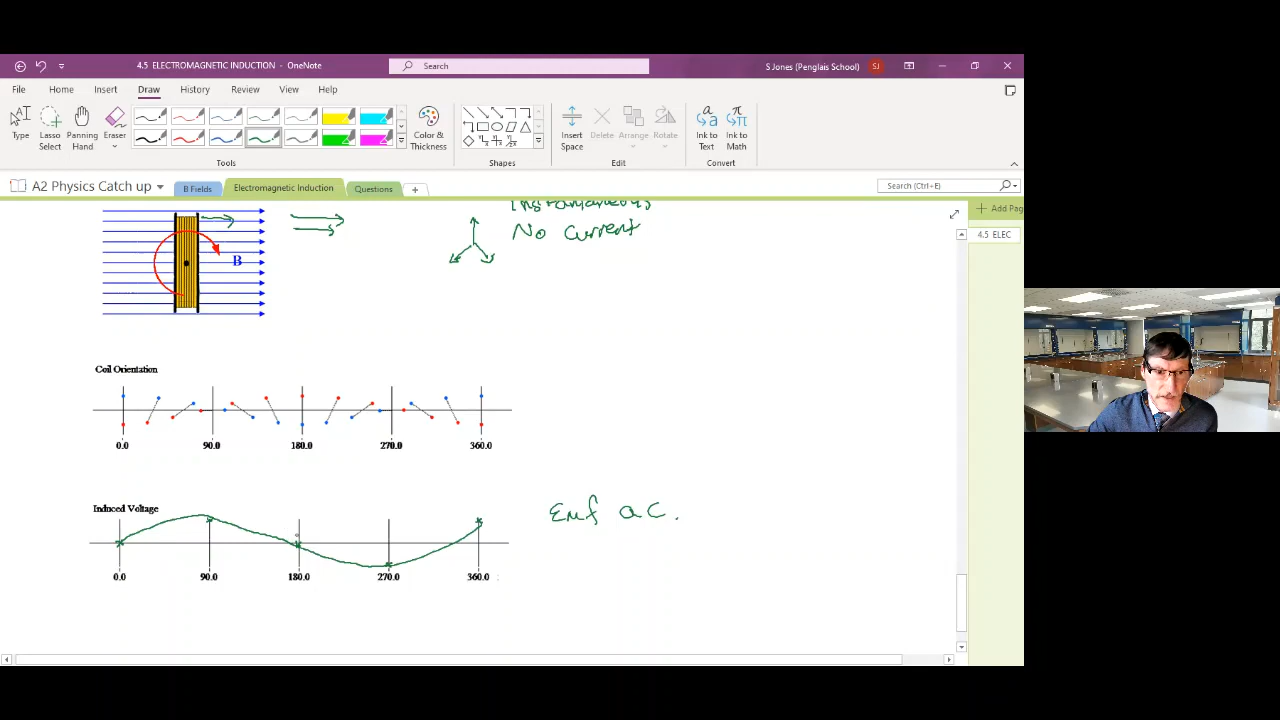 4.5 ELECTROMAGNETIC INDUCTION - OneNote
Search
S Jones (Penglais School)
SJ
File Home Insert Draw History Review View Help
Type
Lasso Select
Panning Hand
Eraser
Color & Thickness
Insert Space
Delete
Arrange
Rotate
Ink to Text
Ink to Math
Tools
Shapes
Edit
Convert
A2 Physics Catch up
B Fields
Electromagnetic Induction
Questions
Search (Ctrl+E)
Add Pag
4.5 ELEC
Instantaneous
No current
B
Coil Orientation
0.0 90.0 180.0 270.0 360.0
Induced Voltage
Emf ac.
0.0 90.0 180.0 270.0 360.0